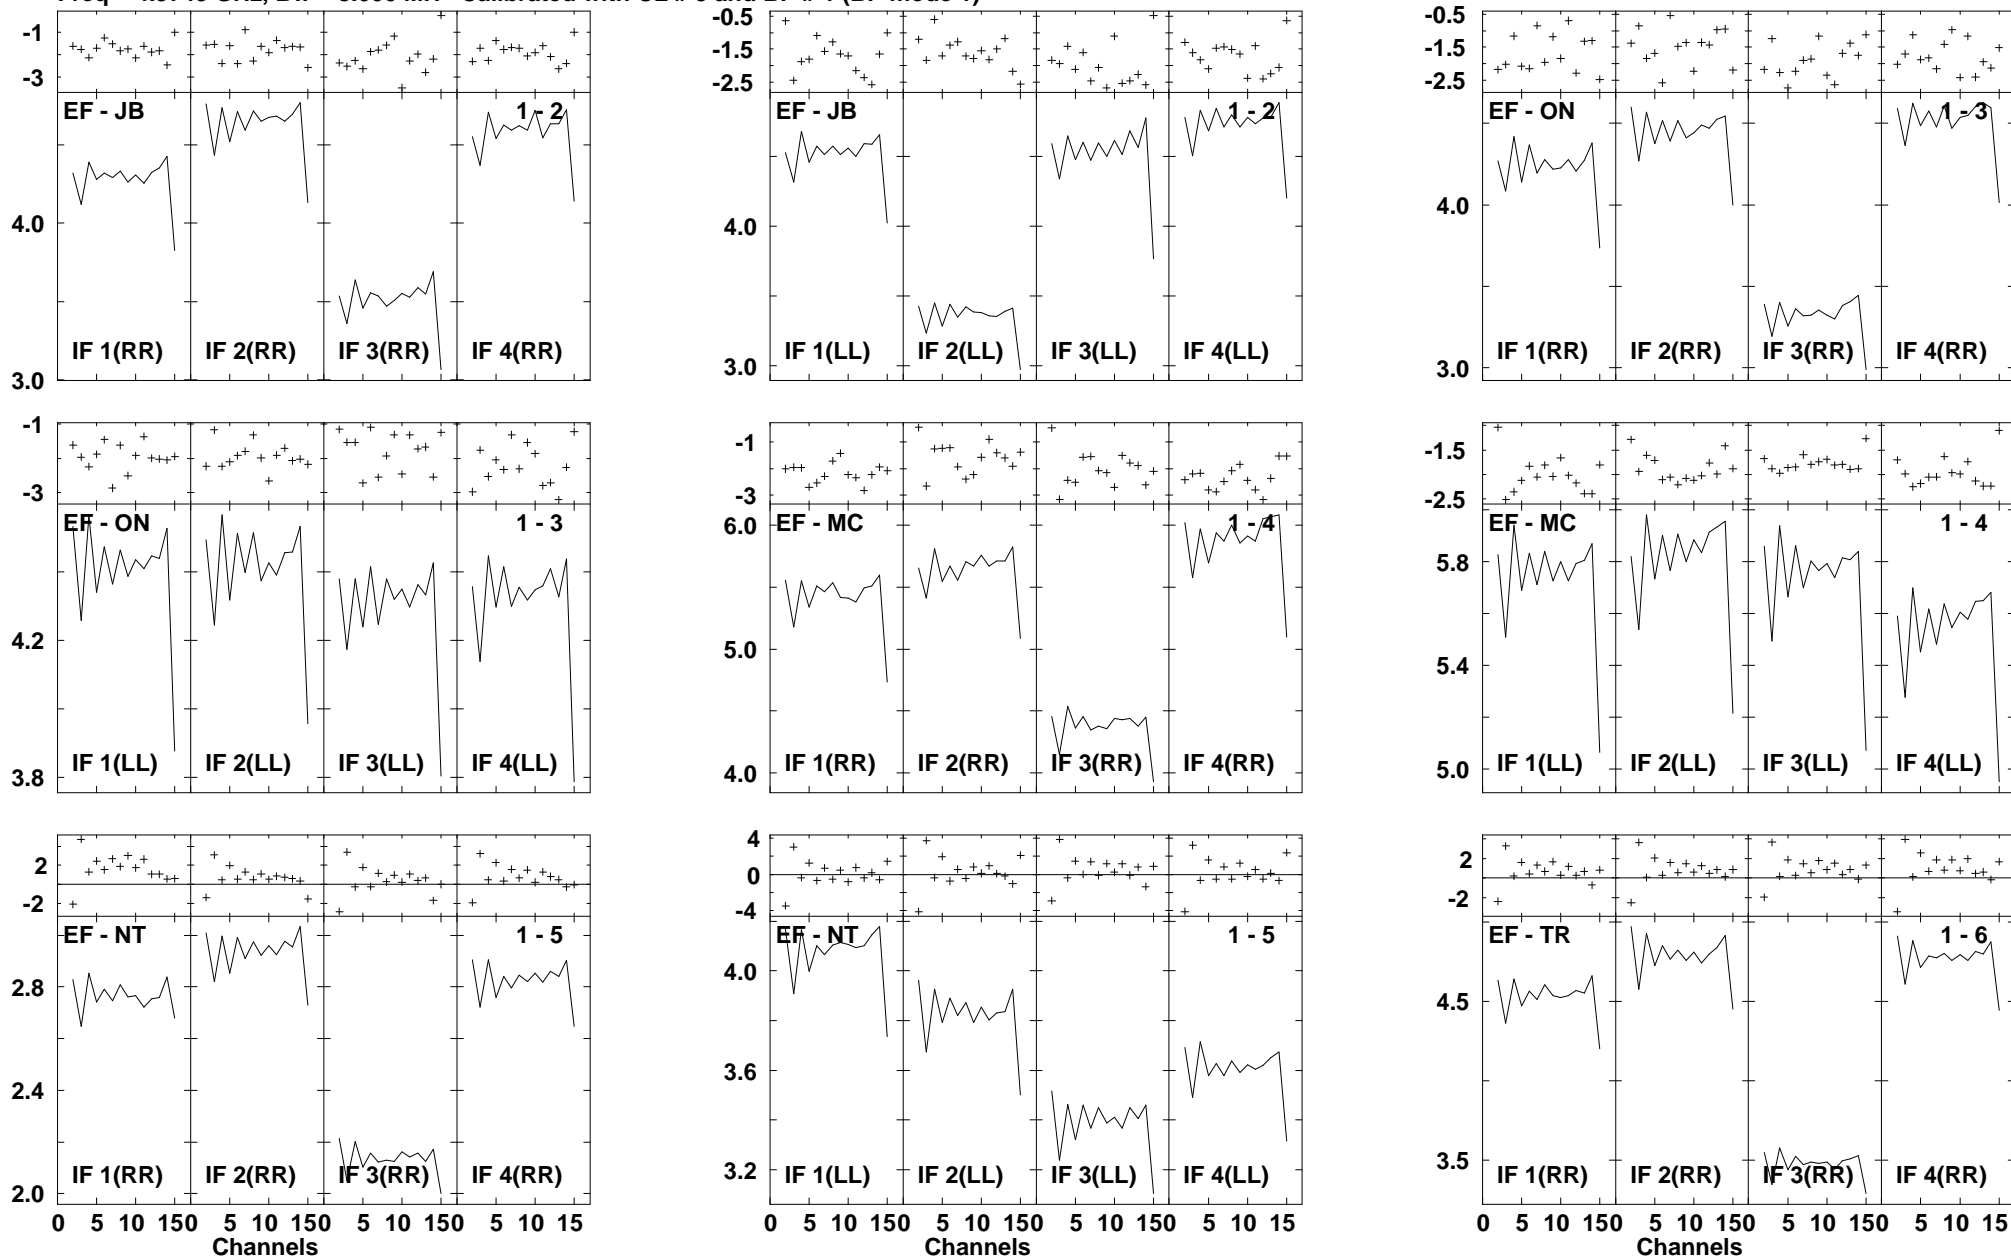 -1 -0.5 -0.5
-1.5 -1.5
-3 -2.5 -2.5
EF - JB 1 - 2 EF - JB 1 - 2 EF - ON 1 - 3
4.0 4.0 4.0
IF 1(RR) IF 2(RR) IF 3(RR) IF 4(RR) IF 1(LL) IF 2(LL) IF 3(LL) IF 4(LL) IF 1(RR) IF 2(RR) IF 3(RR) IF 4(RR)
3.0 3.0 3.0
-1 -1 -1.5
-3 -3 -2.5
EF - ON 1 - 3 EF - MC 1 - 4 EF - MC 1 - 4
6.0 5.8
4.2 5.0 5.4
IF 1(LL) IF 2(LL) IF 3(LL) IF 4(LL) IF 1(RR) IF 2(RR) IF 3(RR) IF 4(RR) IF 1(LL) IF 2(LL) IF 3(LL) IF 4(LL)
3.8 4.0 5.0
2 4 2
0
-2 -4 -2
EF - NT 1 - 5 EF - NT 1 - 5 EF - TR 1 - 6
2.8 4.0 4.5
2.4 3.6
IF 1(RR) IF 2(RR) IF 3(RR) IF 4(RR) IF 1(LL) IF 2(LL) IF 3(LL) IF 4(LL) IF 1(RR) IF 2(RR) IF 3(RR) IF 4(RR)
2.0 3.2 3.5
0 5 10 150 5 10 150 5 10 150 5 10 15 0 5 10 150 5 10 150 5 10 150 5 10 15 0 5 10 150 5 10 150 5 10 150 5 10 15
Channels Channels Channels